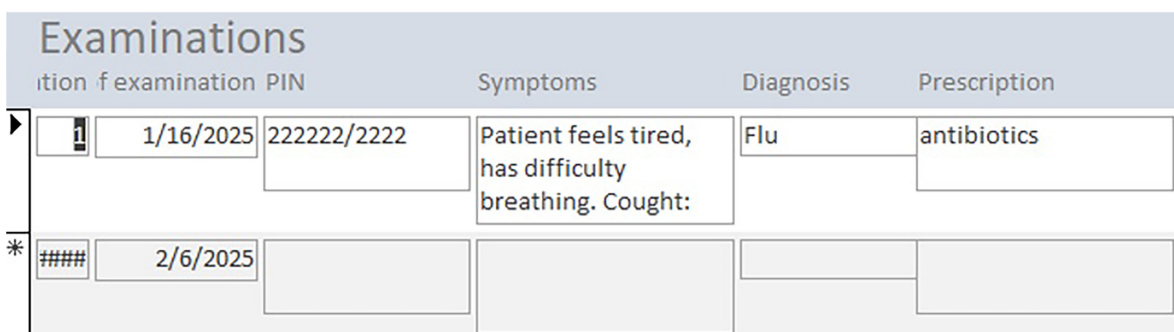 Examinations
ation f examination PIN Symptoms Diagnosis Prescription
1 1/16/2025 222222/2222 Patient feels tired, Flu antibiotics
has difficulty
breathing. Cought:
* #### 2/6/2025